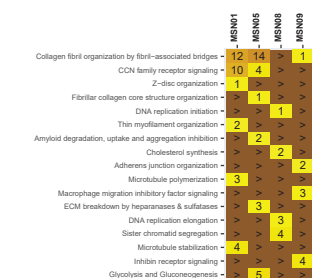 MSN01 MSN05 MSN08 MSN09
Collagen fibril organization by fibril−associated bridges 12 14 > 1
CCN family receptor signaling 10 4 > >
Z−disc organization 1 > > >
Fibrillar collagen core structure organization > 1 > >
DNA replication initiation > > 1 >
Thin myofilament organization 2 > > >
Amyloid degradation, uptake and aggregation inhibition > 2 > >
Cholesterol synthesis > > 2 >
Adherens junction organization > > > 2
Microtubule polymerization 3 > > >
Macrophage migration inhibitory factor signaling > > > 3
ECM breakdown by heparanases & sulfatases > 3 > >
DNA replication elongation > > 3 >
Sister chromatid segregation > > 4 >
Microtubule stabilization 4 > > >
Inhibin receptor signaling > > > 4
Glycolysis and Gluconeogenesis > 5 > >